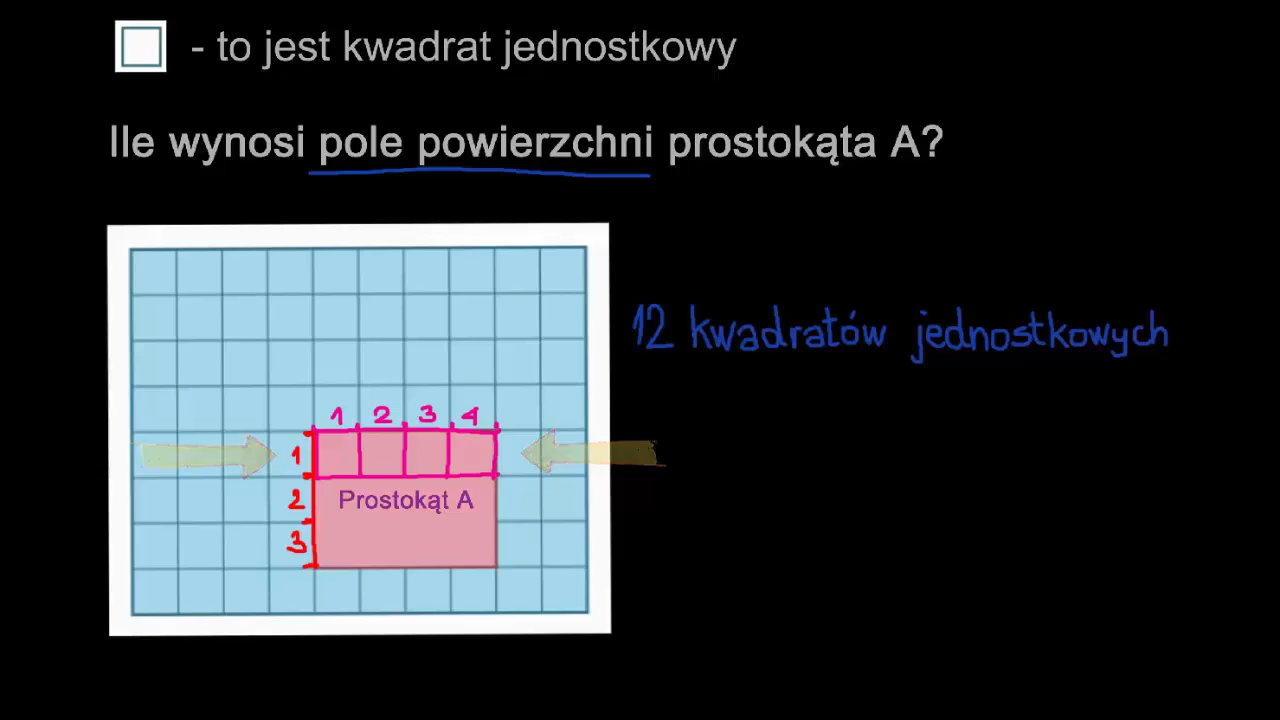 - to jest kwadrat jednostkowy
Ile wynosi pole powierzchni prostokąta A?
12 kwadratów jednostkowych
1 2 3 4
1
2
Prostokąt A
3